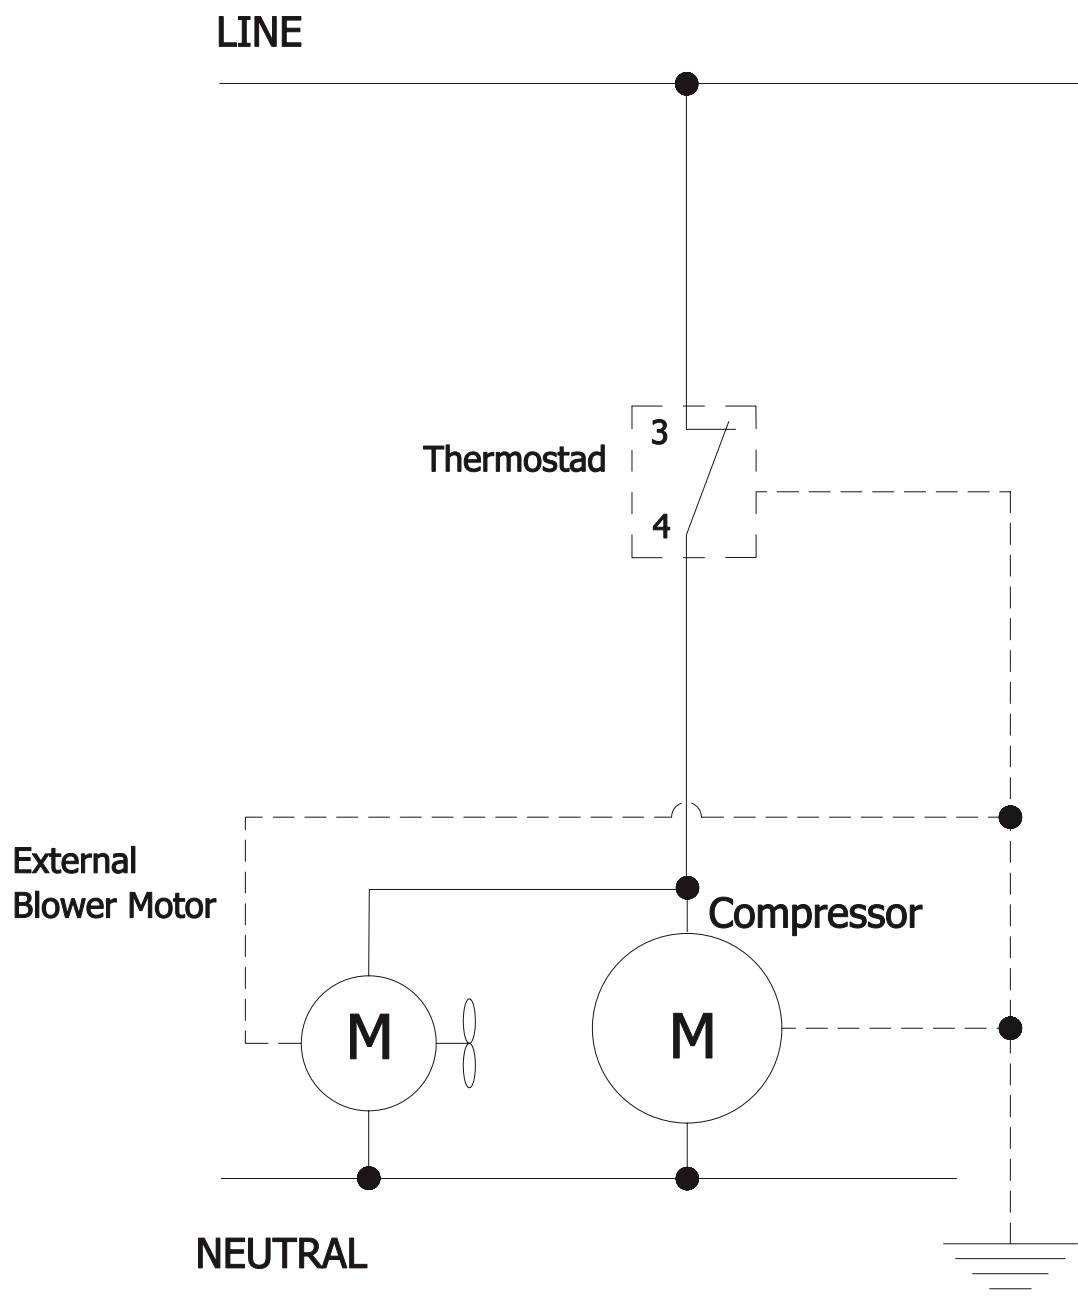 LINE
3
Thermostad
4
External
Blower Motor
Compressor
M
M
NEUTRAL